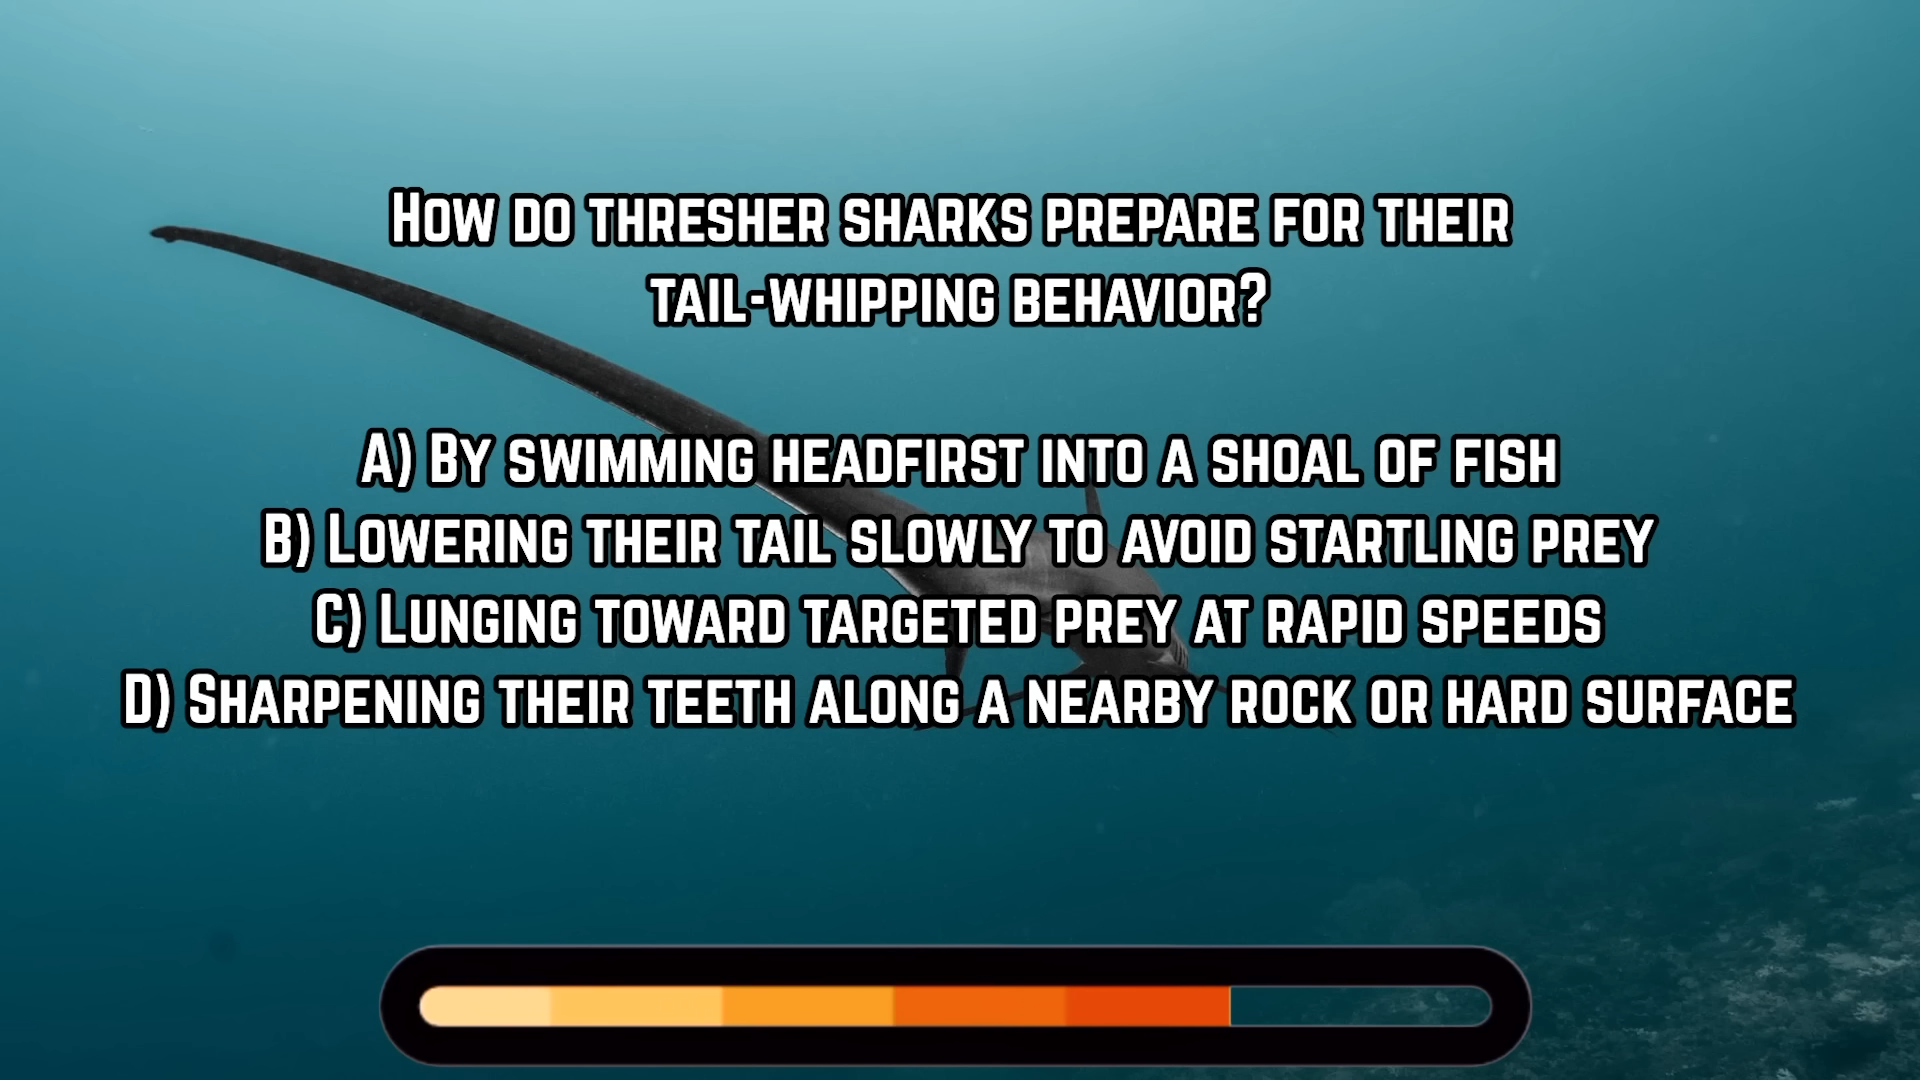 How do thresher sharks prepare for their
tail-whipping behavior?
A) By swimming headfirst into a shoal of fish
B) Lowering their tail slowly to avoid startling prey
C) Lunging toward targeted prey at rapid speeds
D) Sharpening their teeth along a nearby rock or hard surface